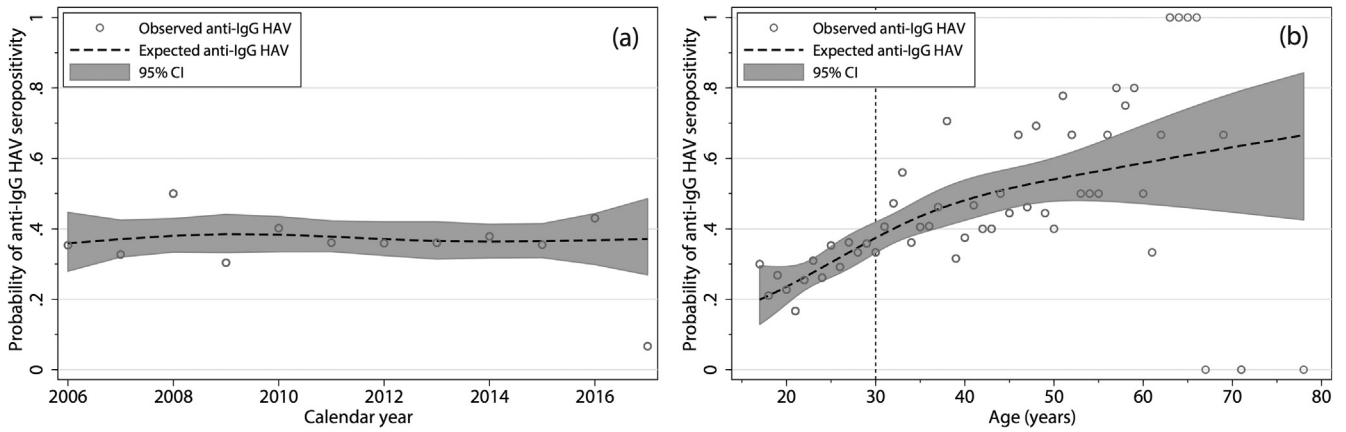 Observed anti-IgG HAV
Expected anti-IgG HAV
95% CI
(a)
Probability of anti-IgG HAV seropositivity
1
.8
.6
.4
.2
0
2006 2008 2010 2012 2014 2016
Calendar year
Observed anti-IgG HAV
Expected anti-IgG HAV
95% CI
(b)
Probability of anti-IgG HAV seropositivity
1
.8
.6
.4
.2
0
20 30 40 50 60 70 80
Age (years)